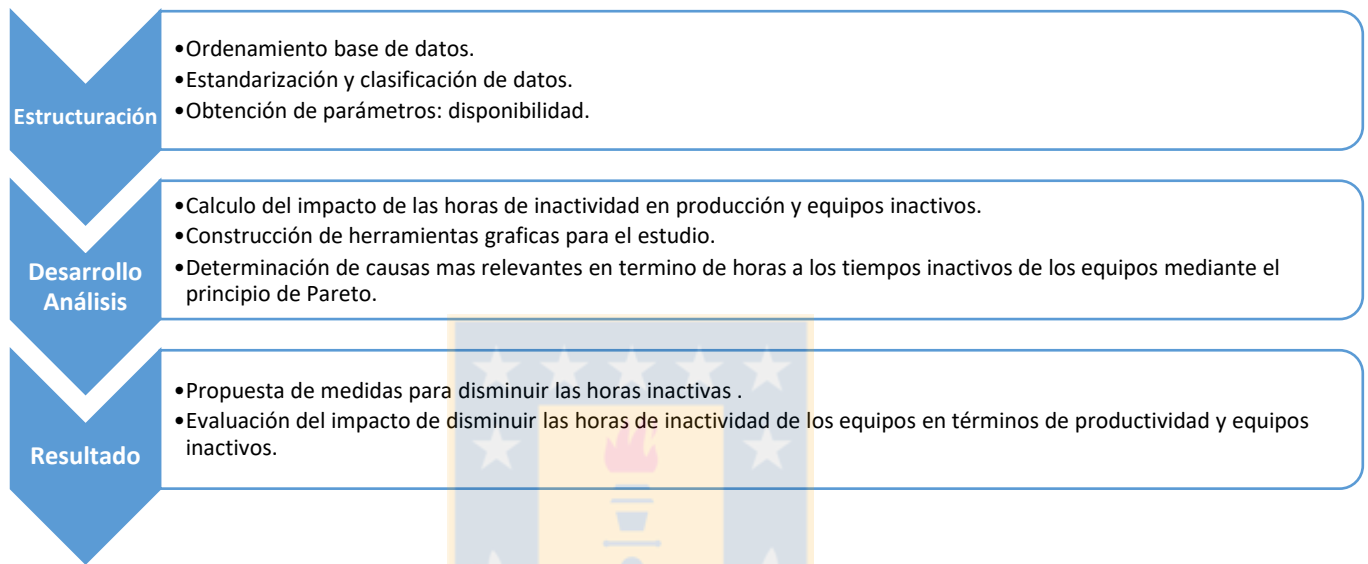 •Ordenamiento base de datos.
•Estandarización y clasificación de datos.
Estructuración
•Obtención de parámetros: disponibilidad.
•Calculo del impacto de las horas de inactividad en producción y equipos inactivos.
•Construcción de herramientas graficas para el estudio.
Desarrollo
Análisis
•Determinación de causas mas relevantes en termino de horas a los tiempos inactivos de los equipos mediante el
principio de Pareto.
•Propuesta de medidas para disminuir las horas inactivas .
•Evaluación del impacto de disminuir las horas de inactividad de los equipos en términos de productividad y equipos
inactivos.
Resultado